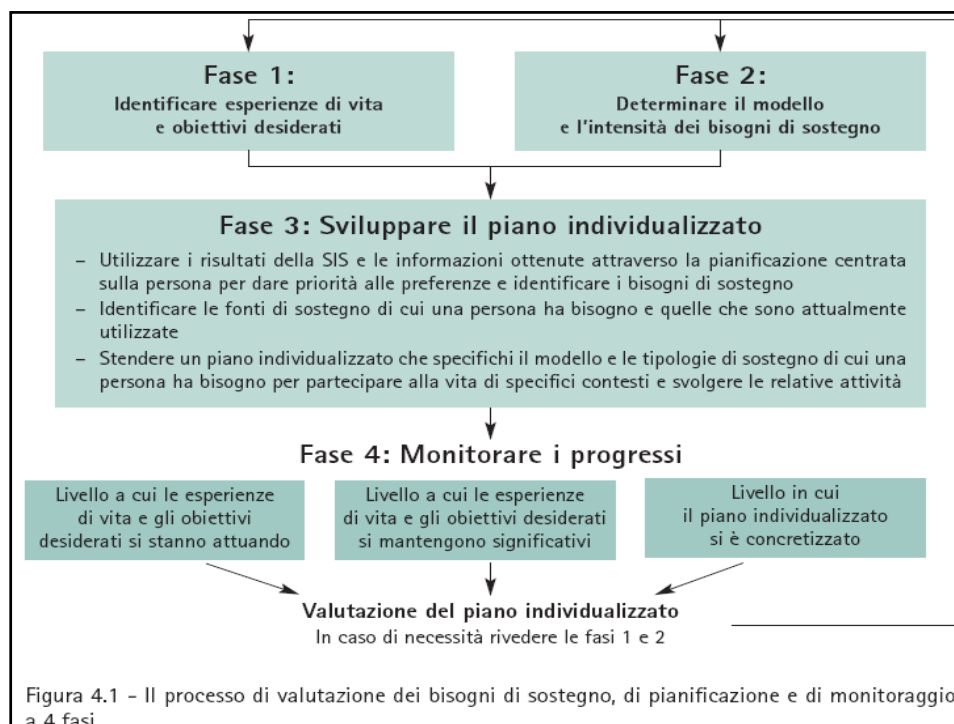 Fase 1:
Identificare esperienze di vita
e obiettivi desiderati
Fase 2:
Determinare il modello
e l'intensità dei bisogni di sostegno
Fase 3: Sviluppare il piano individualizzato
– Utilizzare i risultati della SIS e le informazioni ottenute attraverso la pianificazione centrata
sulla persona per dare priorità alle preferenze e identificare i bisogni di sostegno
– Identificare le fonti di sostegno di cui una persona ha bisogno e quelle che sono attualmente
utilizzate
– Stendere un piano individualizzato che specifichi il modello e le tipologie di sostegno di cui una
persona ha bisogno per partecipare alla vita di specifici contesti e svolgere le relative attività
Fase 4: Monitorare i progressi
Livello a cui le esperienze
di vita e gli obiettivi
desiderati si stanno attuando
Livello a cui le esperienze
di vita e gli obiettivi desiderati
si mantengono significativi
Livello in cui
il piano individualizzato
si è concretizzato
Valutazione del piano individualizzato
In caso di necessità rivedere le fasi 1 e 2
Figura 4.1 – Il processo di valutazione dei bisogni di sostegno, di pianificazione e di monitoraggio
a 4 fasi